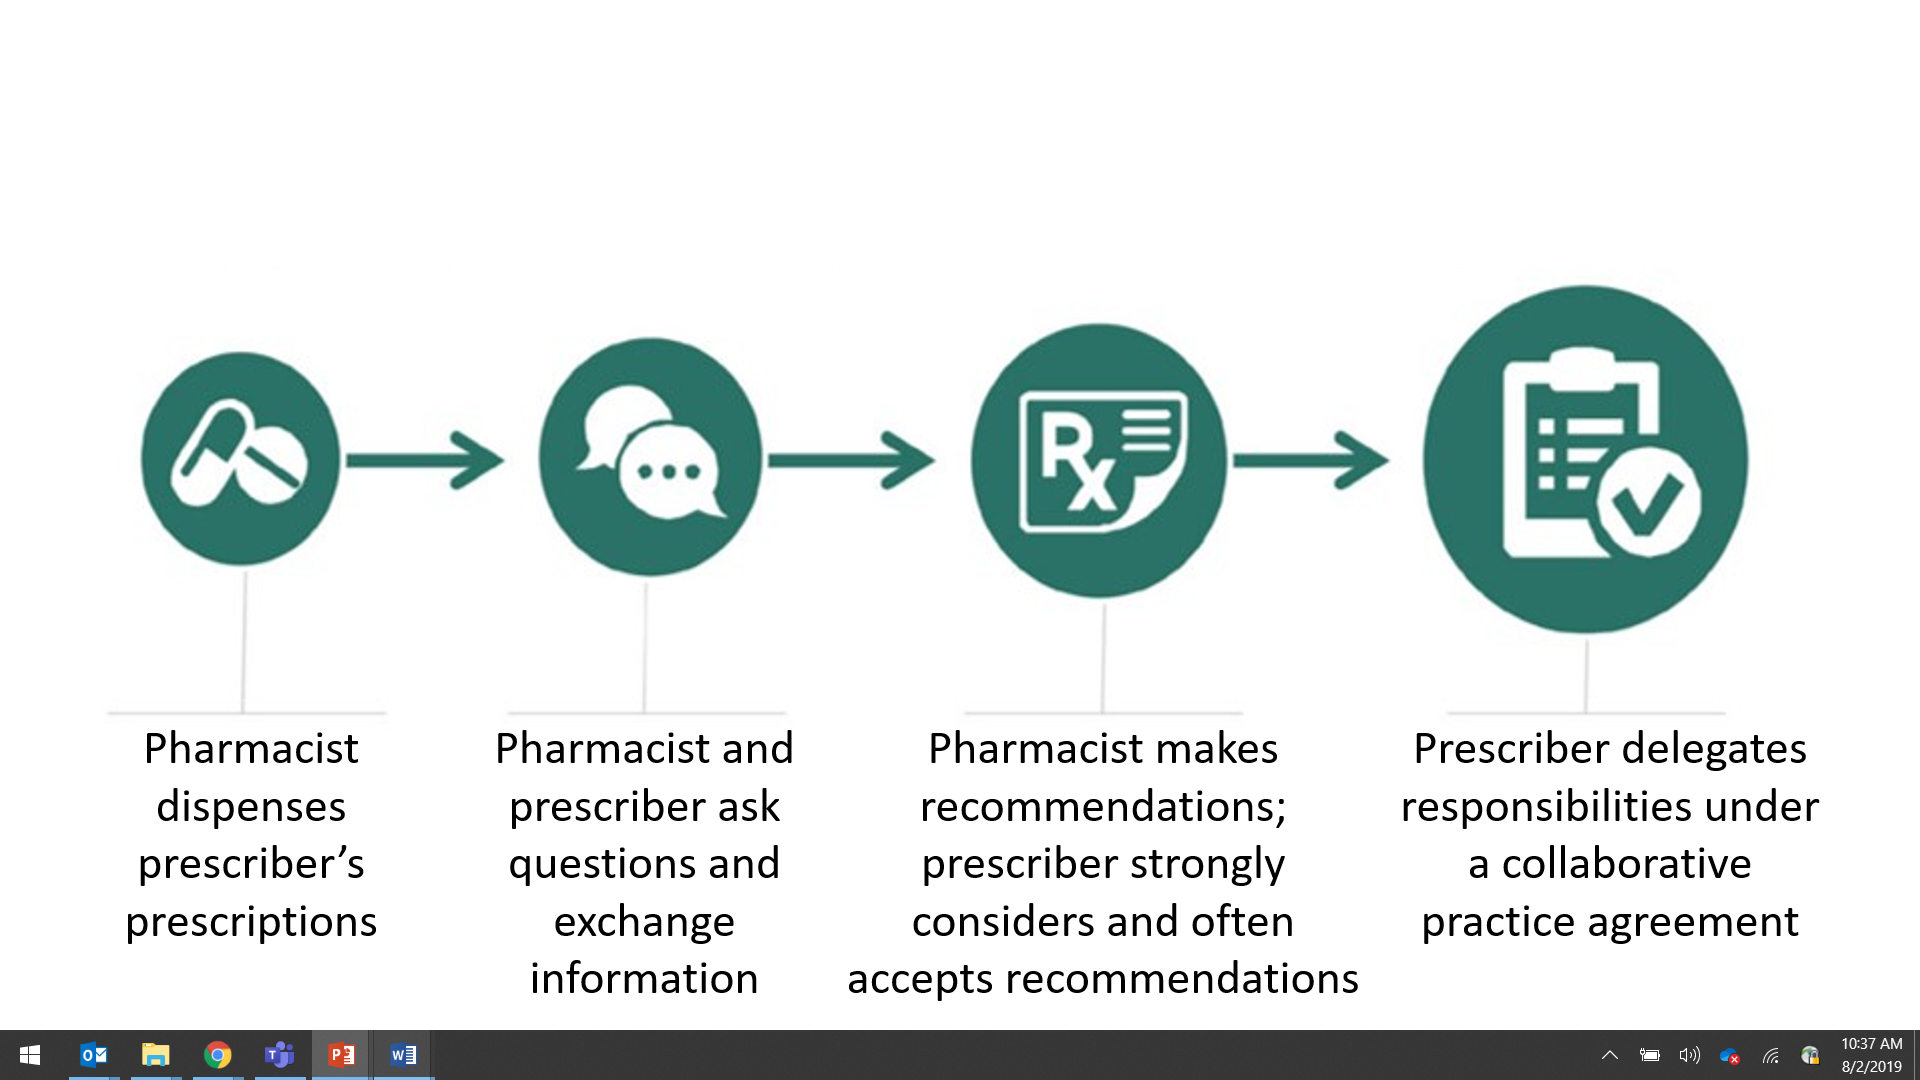 Rx
Pharmacist
dispenses
prescriber’s
prescriptions
Pharmacist and
prescriber ask
questions and
exchange
information
Pharmacist makes
recommendations;
prescriber strongly
considers and often
accepts recommendations
Prescriber delegates
responsibilities under
a collaborative
practice agreement
10:37 AM
8/2/2019